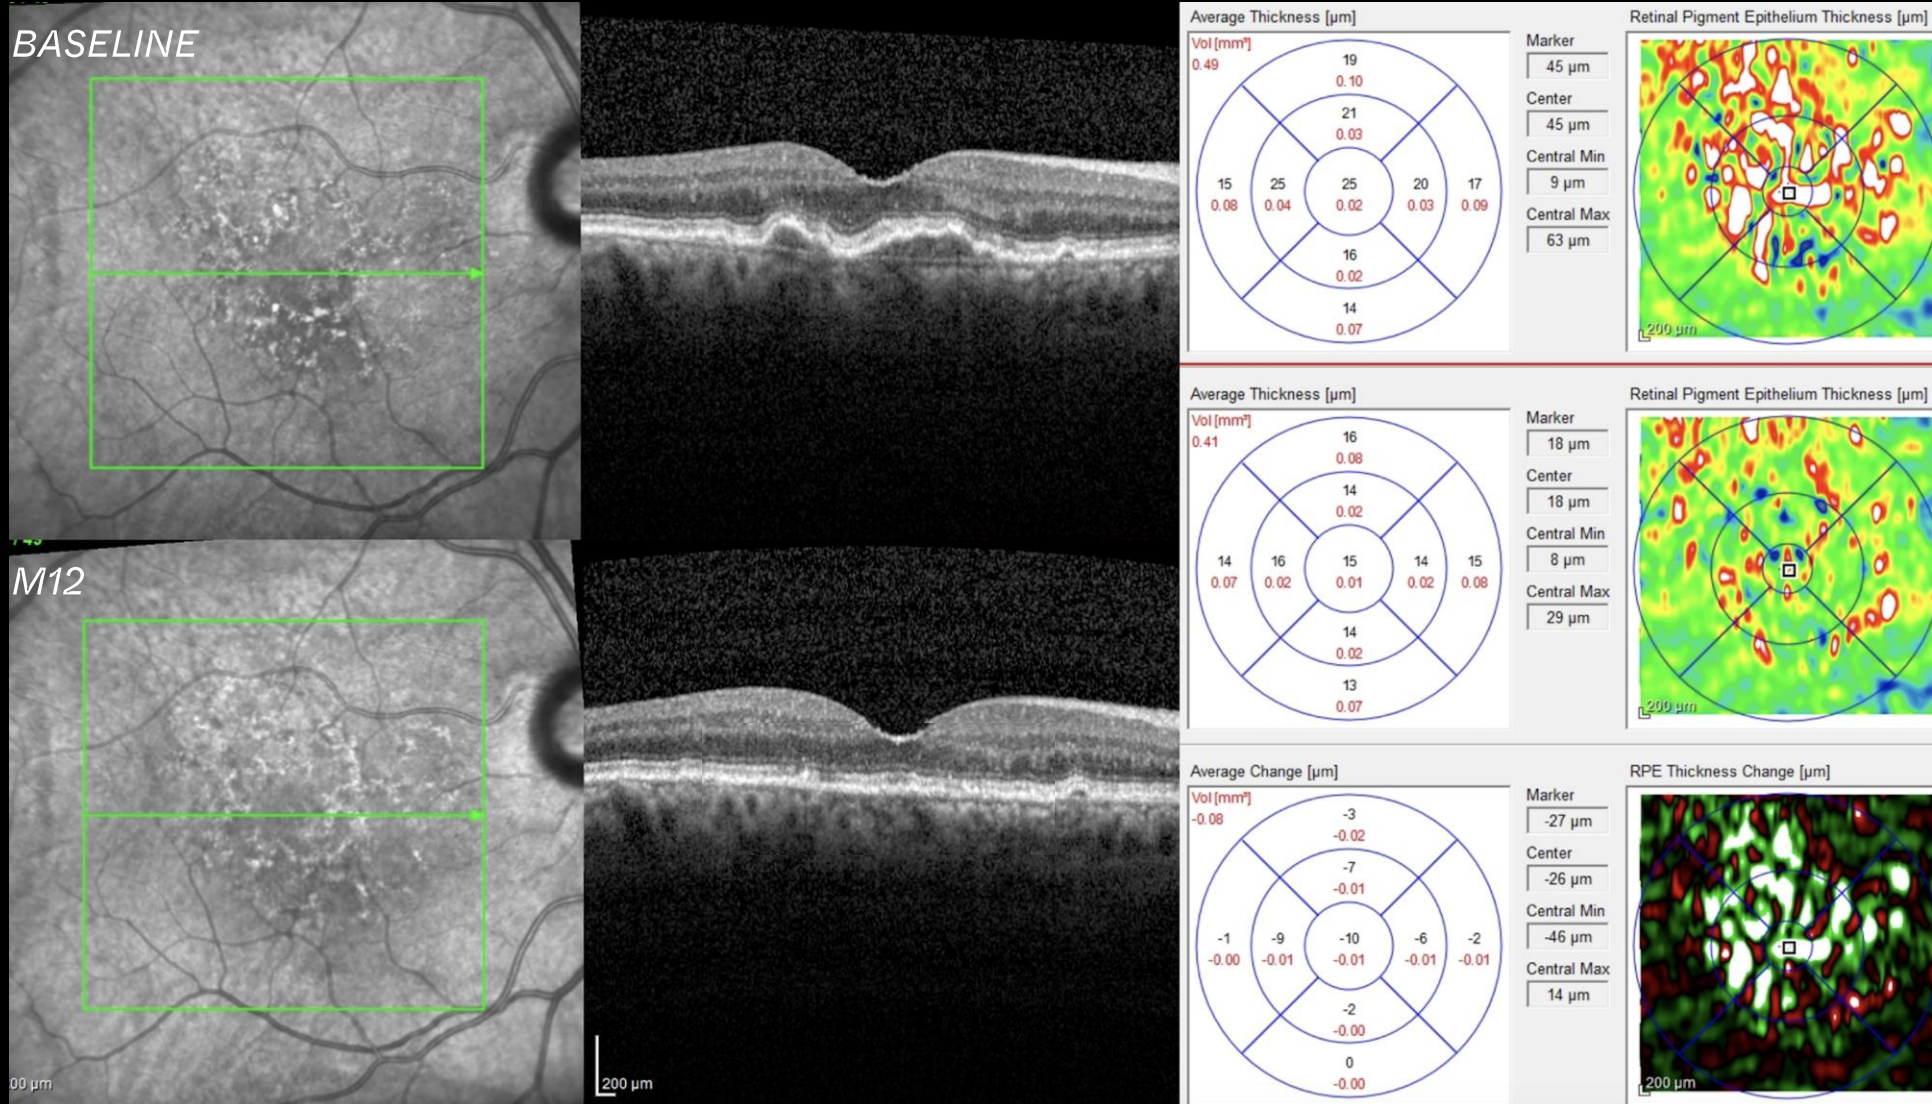 BASELINE
Average Thickness [µm]
Vol [mm³]
0.49
19
0.10
21
0.03
15
0.08
25
0.04
25
0.02
20
0.03
17
0.09
16
0.02
14
0.07
Marker
45 µm
Center
45 µm
Central Min
9 µm
Central Max
63 µm
Retinal Pigment Epithelium Thickness [µm]
200 µm
M12
00 µm
200 µm
Average Thickness [µm]
Vol [mm³]
0.41
16
0.08
14
0.02
14
0.07
16
0.02
15
0.01
14
0.02
15
0.08
14
0.02
13
0.07
Marker
18 µm
Center
18 µm
Central Min
8 µm
Central Max
29 µm
Retinal Pigment Epithelium Thickness [µm]
200 µm
Average Change [µm]
Vol [mm³]
-0.08
-3
-0.02
-7
-0.01
-1
-0.00
-9
-0.01
-10
-0.01
-6
-0.01
-2
-0.01
-2
-0.00
0
-0.00
Marker
-27 µm
Center
-26 µm
Central Min
-46 µm
Central Max
14 µm
RPE Thickness Change [µm]
200 µm